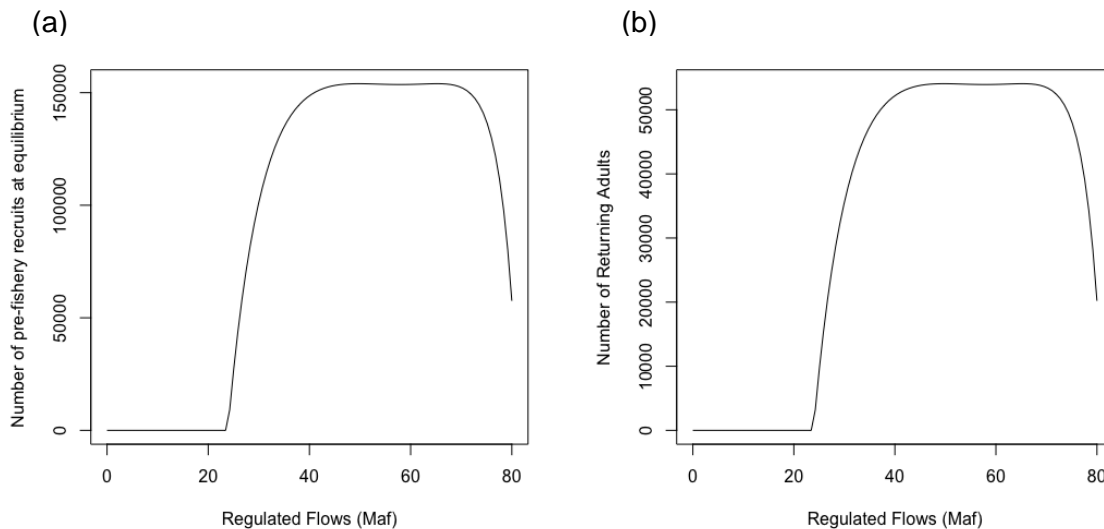 (a)
Number of pre-fishery recruits at equilibrium
150000
100000
50000
0
0 20 40 60 80
Regulated Flows (Maf)
(b)
Number of Returning Adults
50000
40000
30000
20000
10000
0
0 20 40 60 80
Regulated Flows (Maf)